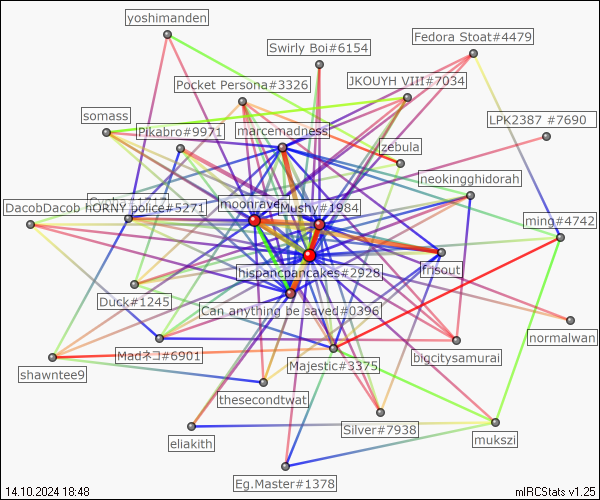 yoshimanden
Fedora Stoat#4479
Swirly Boi#6154
JKOUYH VIII#7034
Pocket Persona#3326
somass
LPK2387 #7690
Pikabro#9971
marcemadness
zebula
neokingghidorah
DacobDacob hORNY police#5271
moonraven
Mushy#1984
ming#4742
hispancpancakes#2928
frisout
Duck#1245
Can anything be saved#0396
normalwan
Madネコ#6901
Majestic#3375
bigcitysamurai
shawntee9
thesecondtwat
Silver#7938
mukszi
eliakith
Eg.Master#1378
14.10.2024 18:48
mIRCStats v1.25